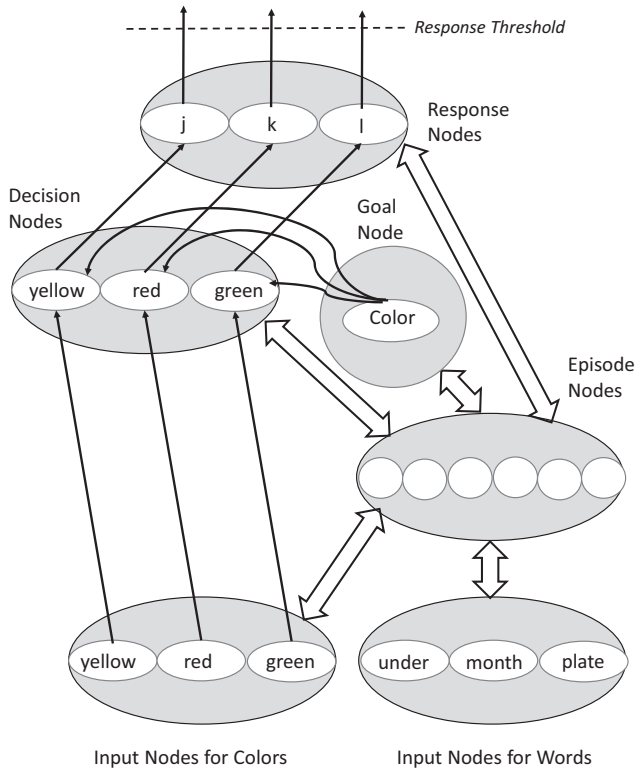 Response Threshold
j k l
Response
Nodes
Decision
Nodes
Goal
Node
yellow red green
Color
Episode
Nodes
yellow red green
under month plate
Input Nodes for Colors
Input Nodes for Words